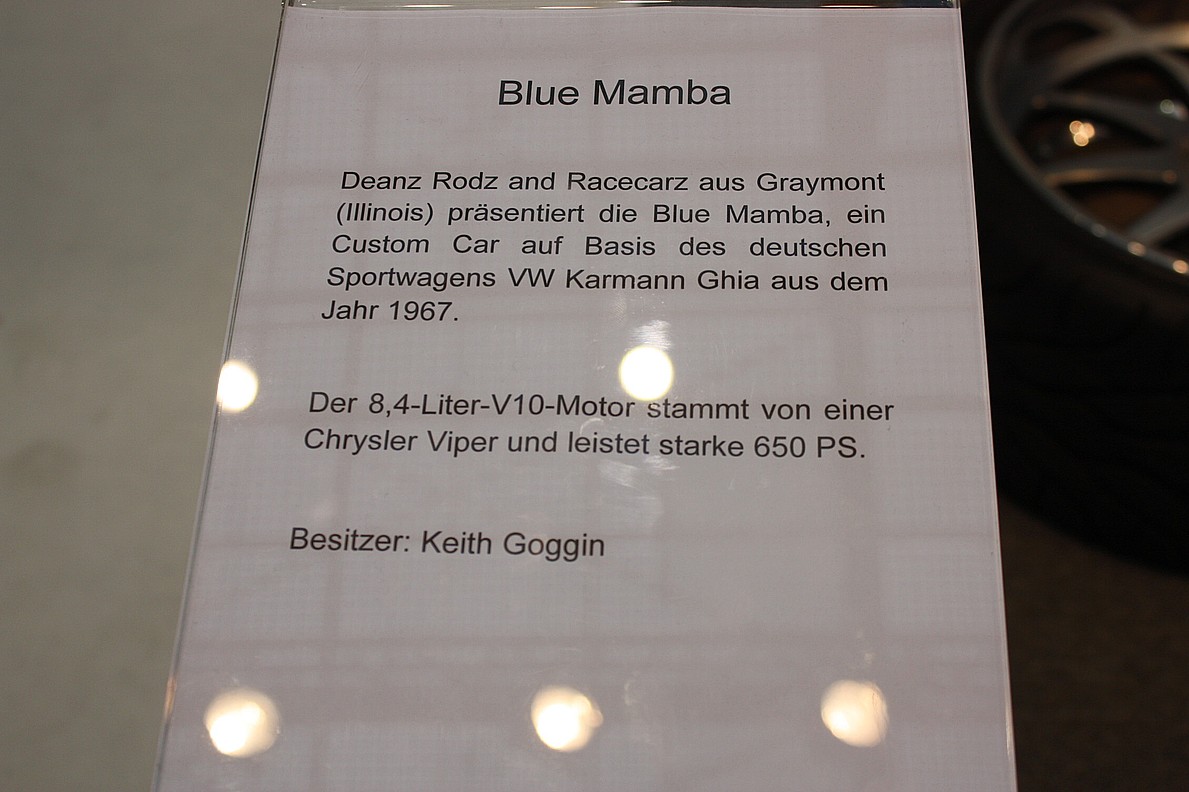 Blue Mamba
Deanz Rodz and Racecarz aus Graymont
(Illinois) präsentiert die Blue Mamba, ein
Custom Car auf Basis des deutschen
Sportwagens VW Karmann Ghia aus dem
Jahr 1967.
Der 8,4-Liter-V10-Motor stammt von einer
Chrysler Viper und leistet starke 650 PS.
Besitzer: Keith Goggin